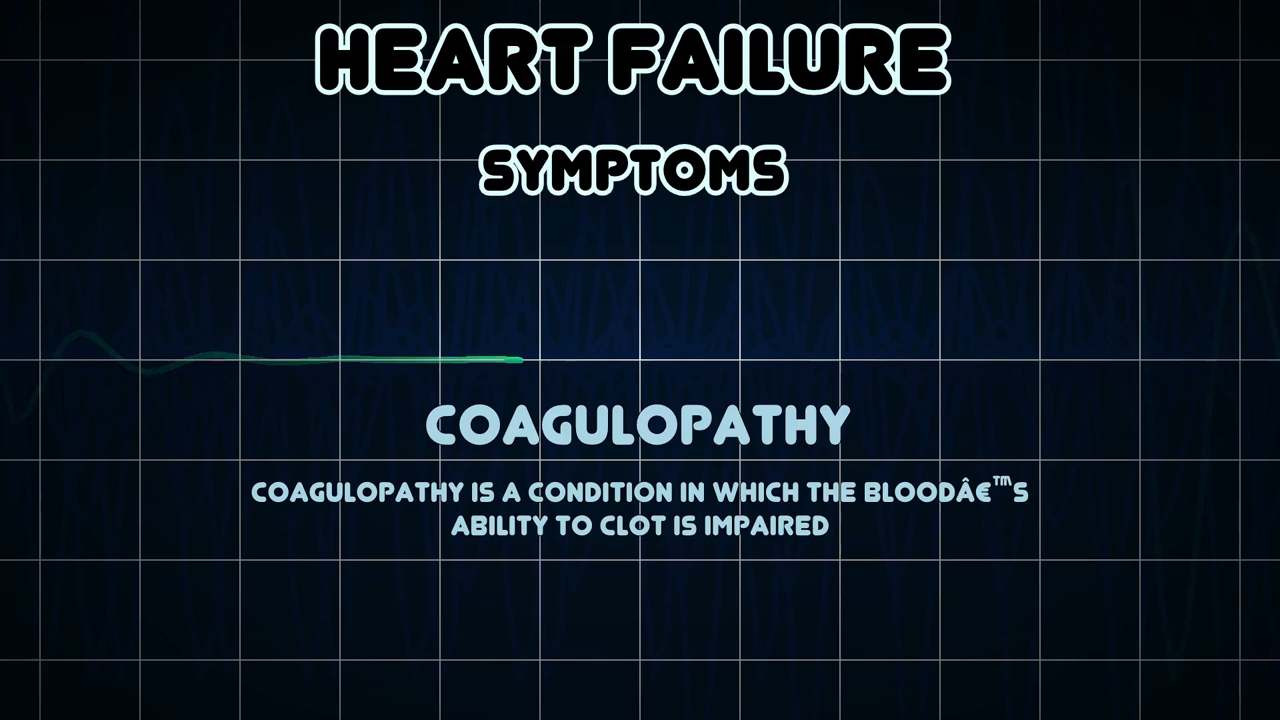 HEART FAILURE
SYMPTOMS
COAGULOPATHY
COAGULOPATHY IS A CONDITION IN WHICH THE BLOODÂ€™S
ABILITY TO CLOT IS IMPAIRED